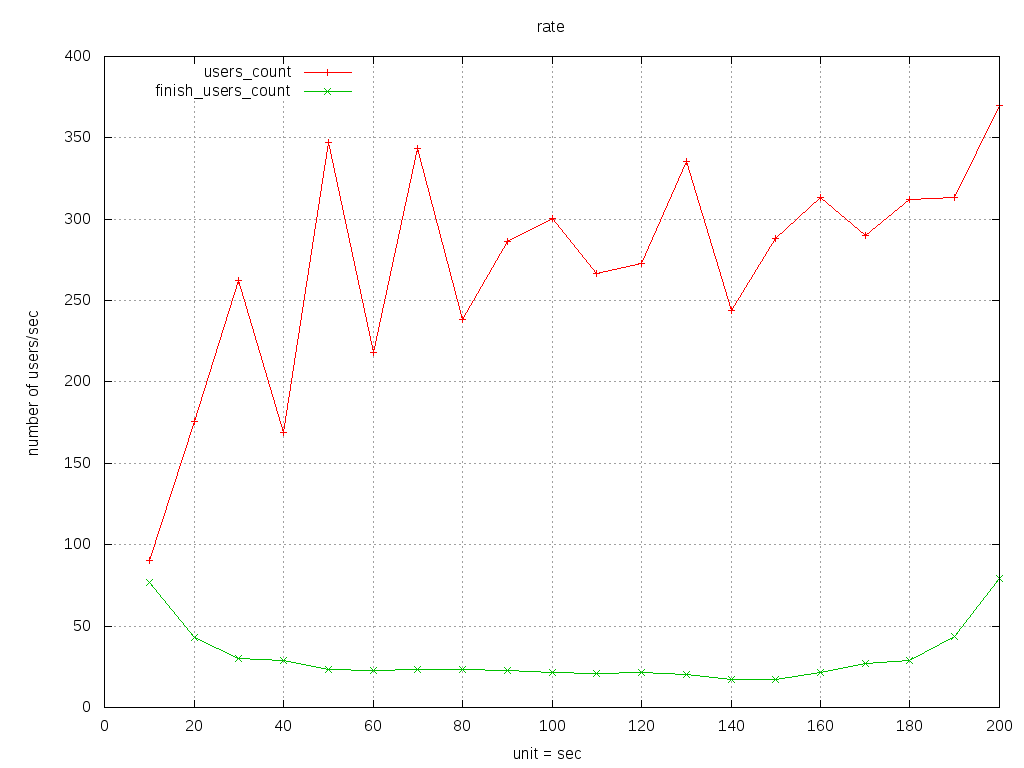 rate
users_count
finish_users_count
number of users/sec
400
350
300
250
200
150
100
50
0
0 20 40 60 80 100 120 140 160 180 200
unit = sec